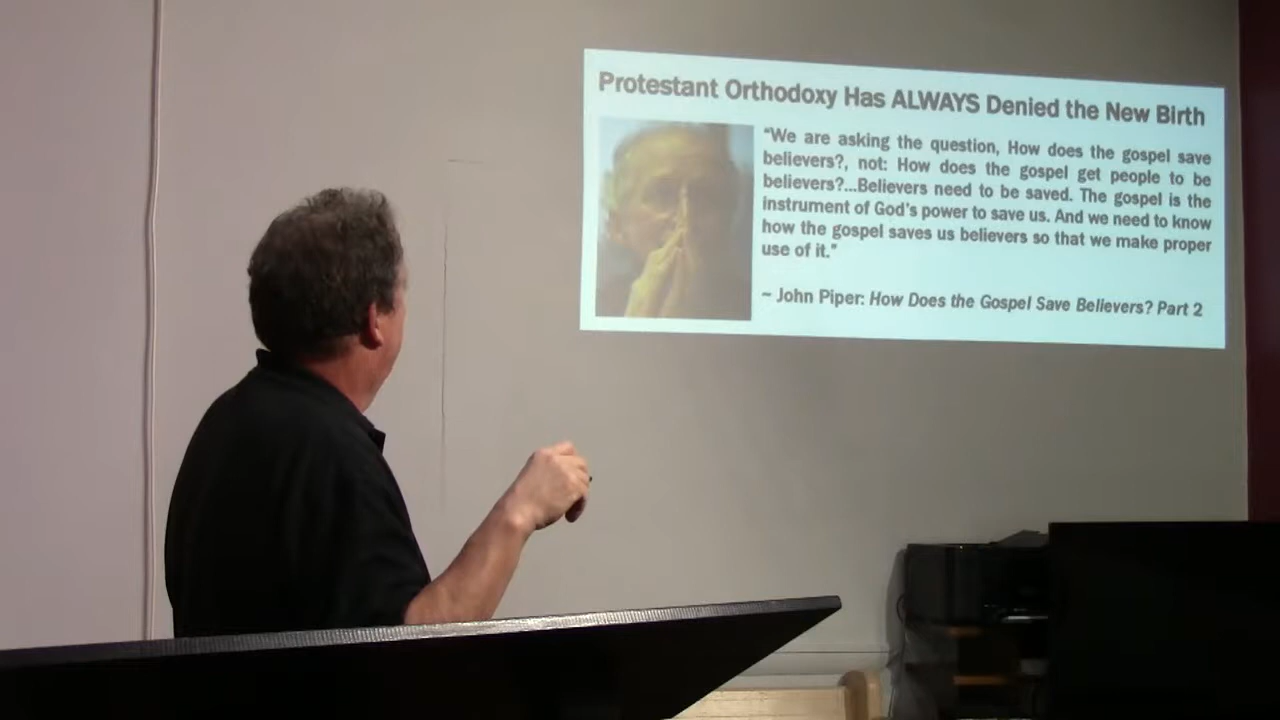 Protestant Orthodoxy Has ALWAYS Denied the New Birth
“We are asking the question, How does the gospel save
believers?, not: How does the gospel get people to be
believers?...Believers need to be saved. The gospel is the
instrument of God's power to save us. And we need to know
how the gospel saves us believers so that we make proper
use of it.”
~ John Piper: How Does the Gospel Save Believers? Part 2